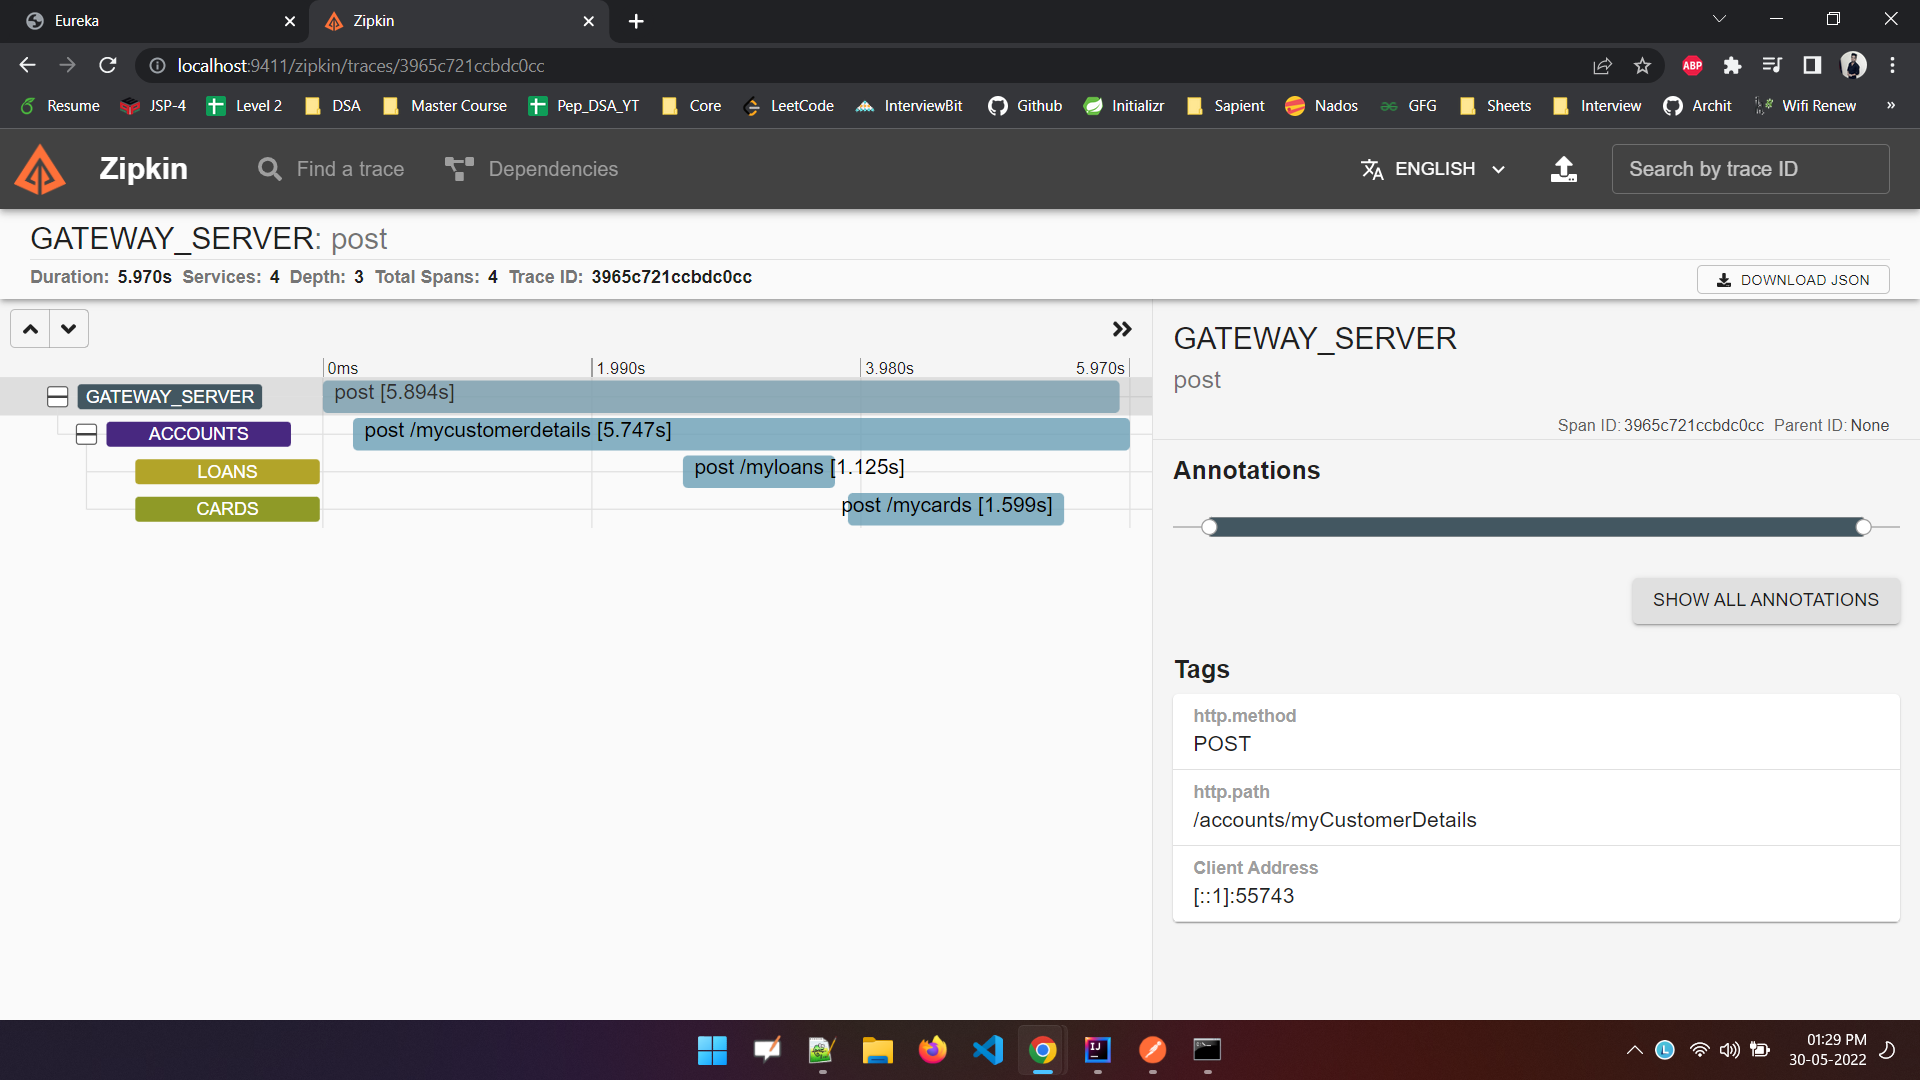 Eureka
Zipkin
localhost:9411/zipkin/traces/3965c721ccbdc0cc
ABP
Resume JSP-4 Level 2 DSA Master Course Pep_DSA_YT Core LeetCode InterviewBit Github Initializr Sapient Nados GFG Sheets Interview Archit Wifi Renew »
Zipkin Find a trace Dependencies ENGLISH Search by trace ID
GATEWAY_SERVER: post
Duration: 5.970s Services: 4 Depth: 3 Total Spans: 4 Trace ID: 3965c721ccbdc0cc
DOWNLOAD JSON
0ms 1.990s 3.980s 5.970s
GATEWAY_SERVER post [5.894s]
ACCOUNTS post /mycustomerdetails [5.747s]
LOANS post /myloans [1.125s]
CARDS post /mycards [1.599s]
GATEWAY_SERVER
post
Span ID: 3965c721ccbdc0cc Parent ID: None
Annotations
SHOW ALL ANNOTATIONS
Tags
http.method
POST
http.path
/accounts/myCustomerDetails
Client Address
[::1]:55743
IJ
L
01:29 PM
30-05-2022